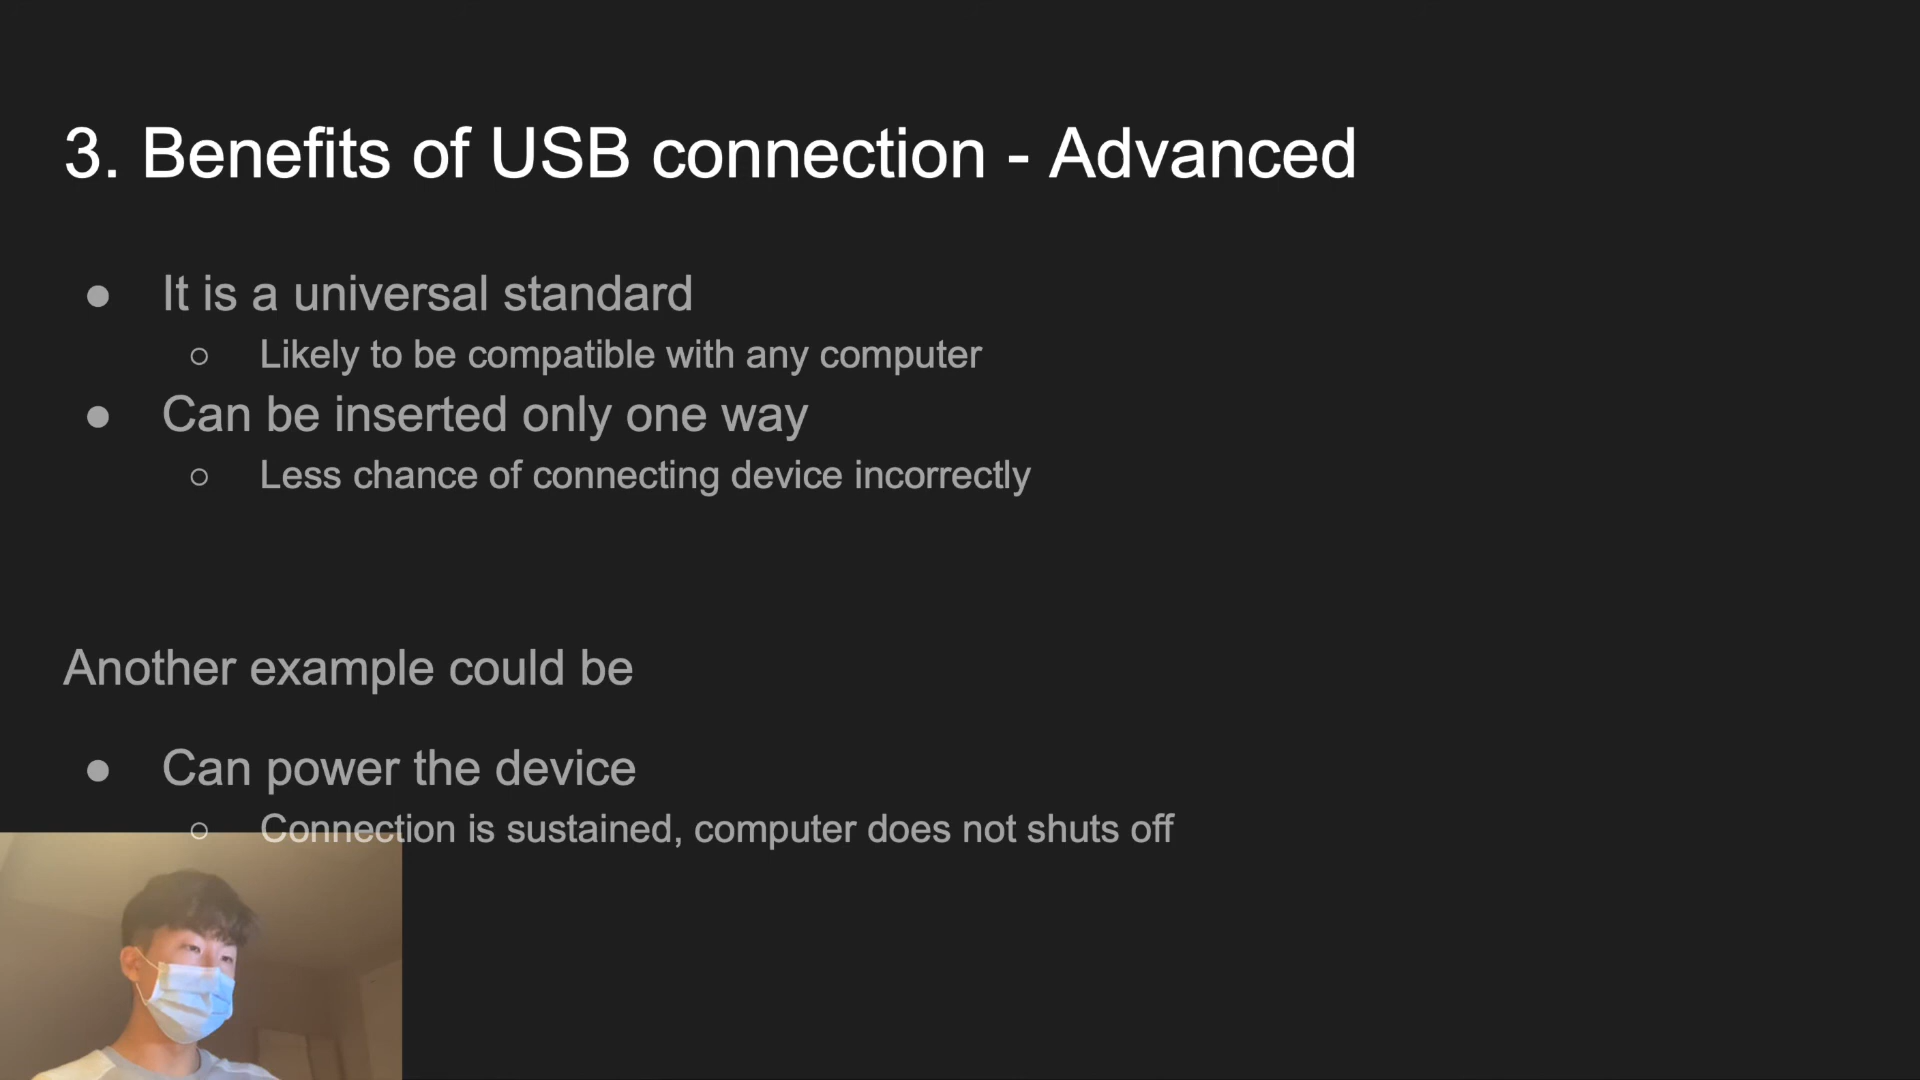 3. Benefits of USB connection - Advanced
● It is a universal standard
○ Likely to be compatible with any computer
● Can be inserted only one way
○ Less chance of connecting device incorrectly
Another example could be
● Can power the device
○ Connection is sustained, computer does not shuts off